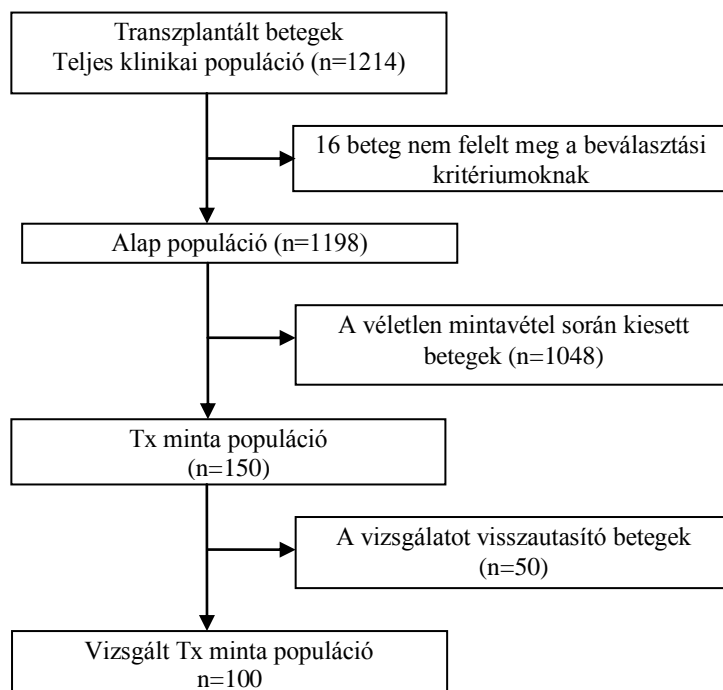 Transzplantált betegek
Teljes klinikai populáció (n=1214)
16 beteg nem felelt meg a beválasztási
kritériumoknak
Alap populáció (n=1198)
A véletlen mintavétel során kiesett
betegek (n=1048)
Tx minta populáció
(n=150)
A vizsgálatot visszautasító betegek
(n=50)
Vizsgált Tx minta populáció
n=100